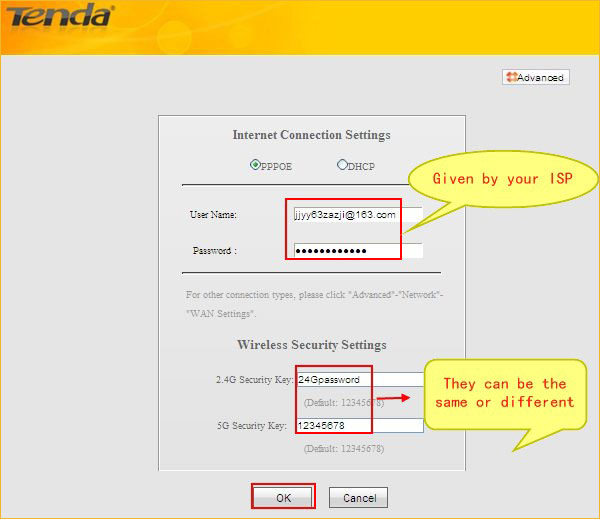 Tenda®
Advanced
Internet Connection Settings
PPPOE DHCP
Given by your ISP
User Name: jjyy63zazji@163.com
Password : ●●●●●●●●●●●●
For other connection types, please click "Advanced"-"Network"-
"WAN Settings".
Wireless Security Settings
2.4G Security Key: 24Gpassword
(Default: 12345678)
They can be the
same or different
5G Security Key: 12345678
(Default: 12345678)
OK Cancel